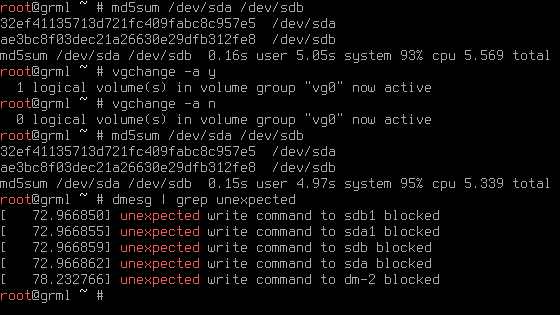 root@grml ~ # md5sum /dev/sda /dev/sdb
32ef41135713d721fc409fabc8c957e5  /dev/sda
ae3bc8f03dec21a26630e29dfb312fe8  /dev/sdb
md5sum /dev/sda /dev/sdb  0.16s user 5.05s system 93% cpu 5.569 total
root@grml ~ # vgchange -a y
  1 logical volume(s) in volume group "vg0" now active
root@grml ~ # vgchange -a n
  0 logical volume(s) in volume group "vg0" now active
root@grml ~ # md5sum /dev/sda /dev/sdb
32ef41135713d721fc409fabc8c957e5  /dev/sda
ae3bc8f03dec21a26630e29dfb312fe8  /dev/sdb
md5sum /dev/sda /dev/sdb  0.15s user 4.97s system 95% cpu 5.339 total
root@grml ~ # dmesg | grep unexpected
[   72.966850] unexpected write command to sdb1 blocked
[   72.966855] unexpected write command to sda1 blocked
[   72.966859] unexpected write command to sdb blocked
[   72.966862] unexpected write command to sda blocked
[   78.232766] unexpected write command to dm-2 blocked
root@grml ~ #